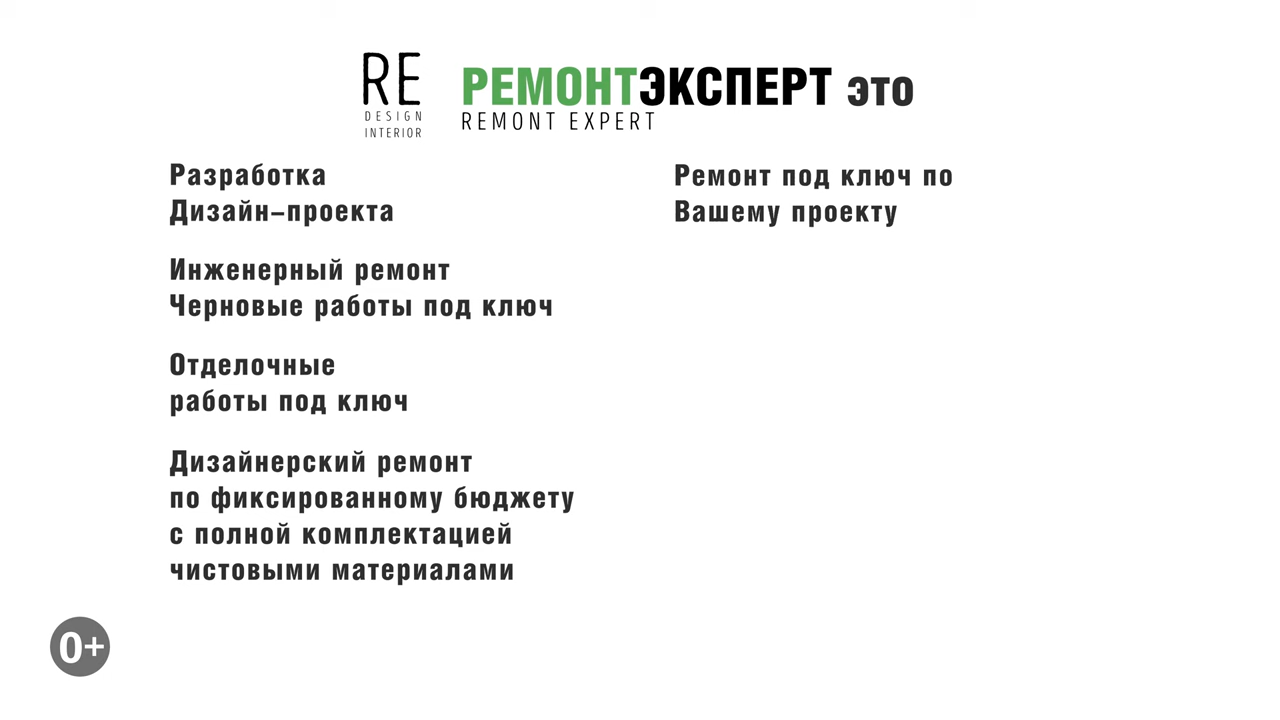 RE
DESIGN
INTERIOR
РЕМОНТЭКСПЕРТ это
REMONT EXPERT
Разработка
Дизайн–проекта
Инженерный ремонт
Черновые работы под ключ
Отделочные
работы под ключ
Дизайнерский ремонт
по фиксированному бюджету
с полной комплектацией
чистовыми материалами
Ремонт под ключ по
Вашему проекту
0+